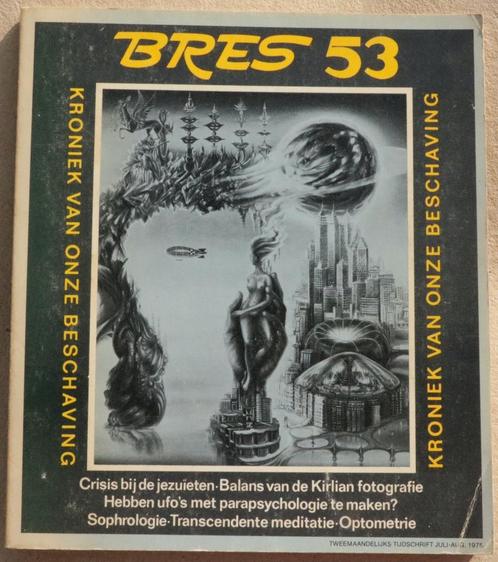 BRES 53
KRONIEK VAN ONZE BESCHAVING
KRONIEK VAN ONZE BESCHAVING
Crisis bij de jezuïeten·Balans van de Kirlian fotografie
Hebben ufo's met parapsychologie te maken?
Sophrologie·Transcendente meditatie·Optometrie
TWEEMAANDELIJKS TIJDSCHRIFT JULI-AUG. 1975